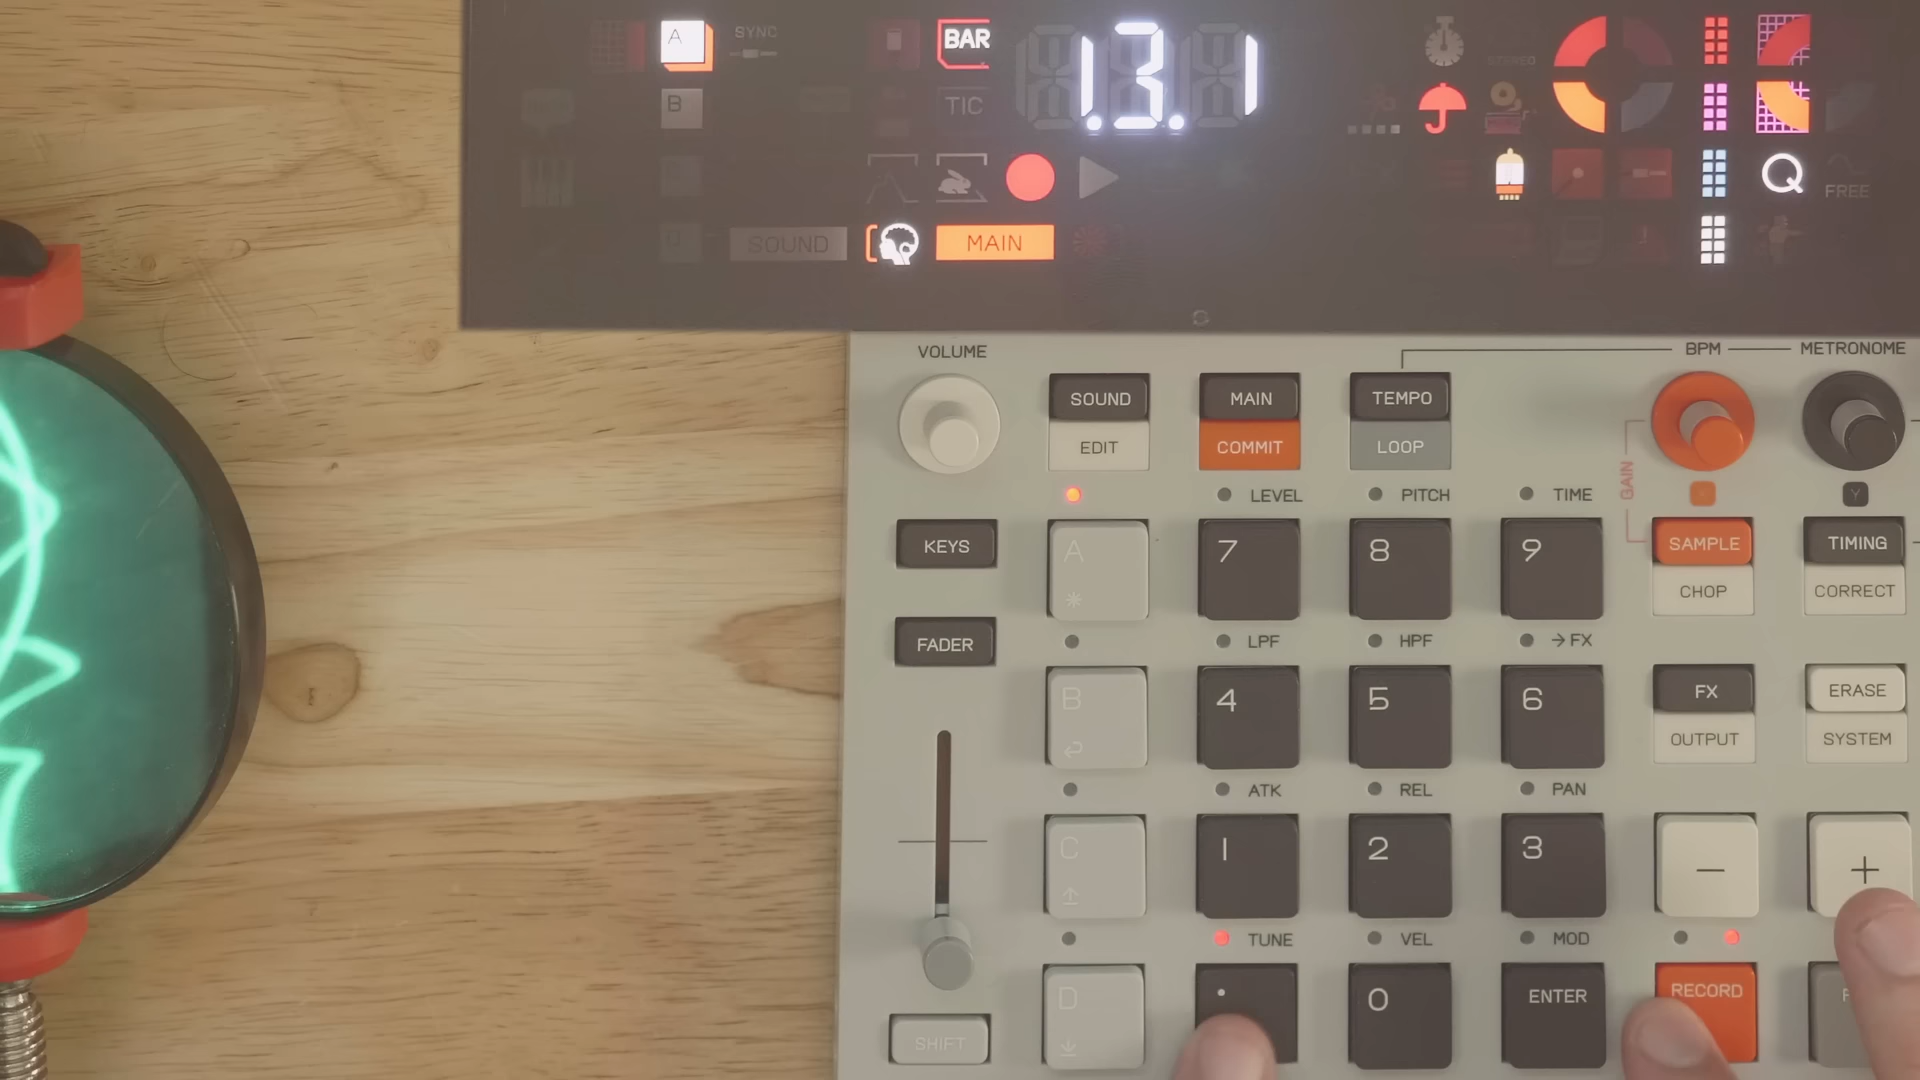 A SYNC BAR 1.3.1
B TIC
SOUND MAIN Q FREE
VOLUME BPM METRONOME
SOUND MAIN TEMPO
EDIT COMMIT LOOP
LEVEL PITCH TIME GAIN Y
KEYS A 7 8 9 SAMPLE TIMING
CHOP CORRECT
LPF HPF →FX
FADER B 4 5 6 FX ERASE
OUTPUT SYSTEM
ATK REL PAN
C 1 2 3 − +
TUNE VEL MOD
D . 0 ENTER RECORD
SHIFT